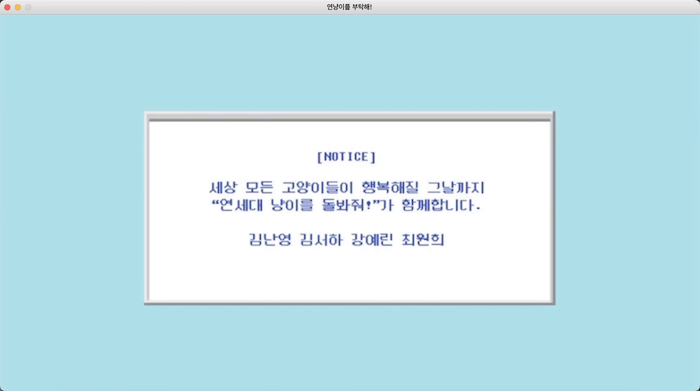 연냥이를 부탁해!
[NOTICE]
세상 모든 고양이들이 행복해질 그날까지
“연세대 냥이를 돌봐줘!”가 함께합니다.
김난영 김서하 강예린 최원희